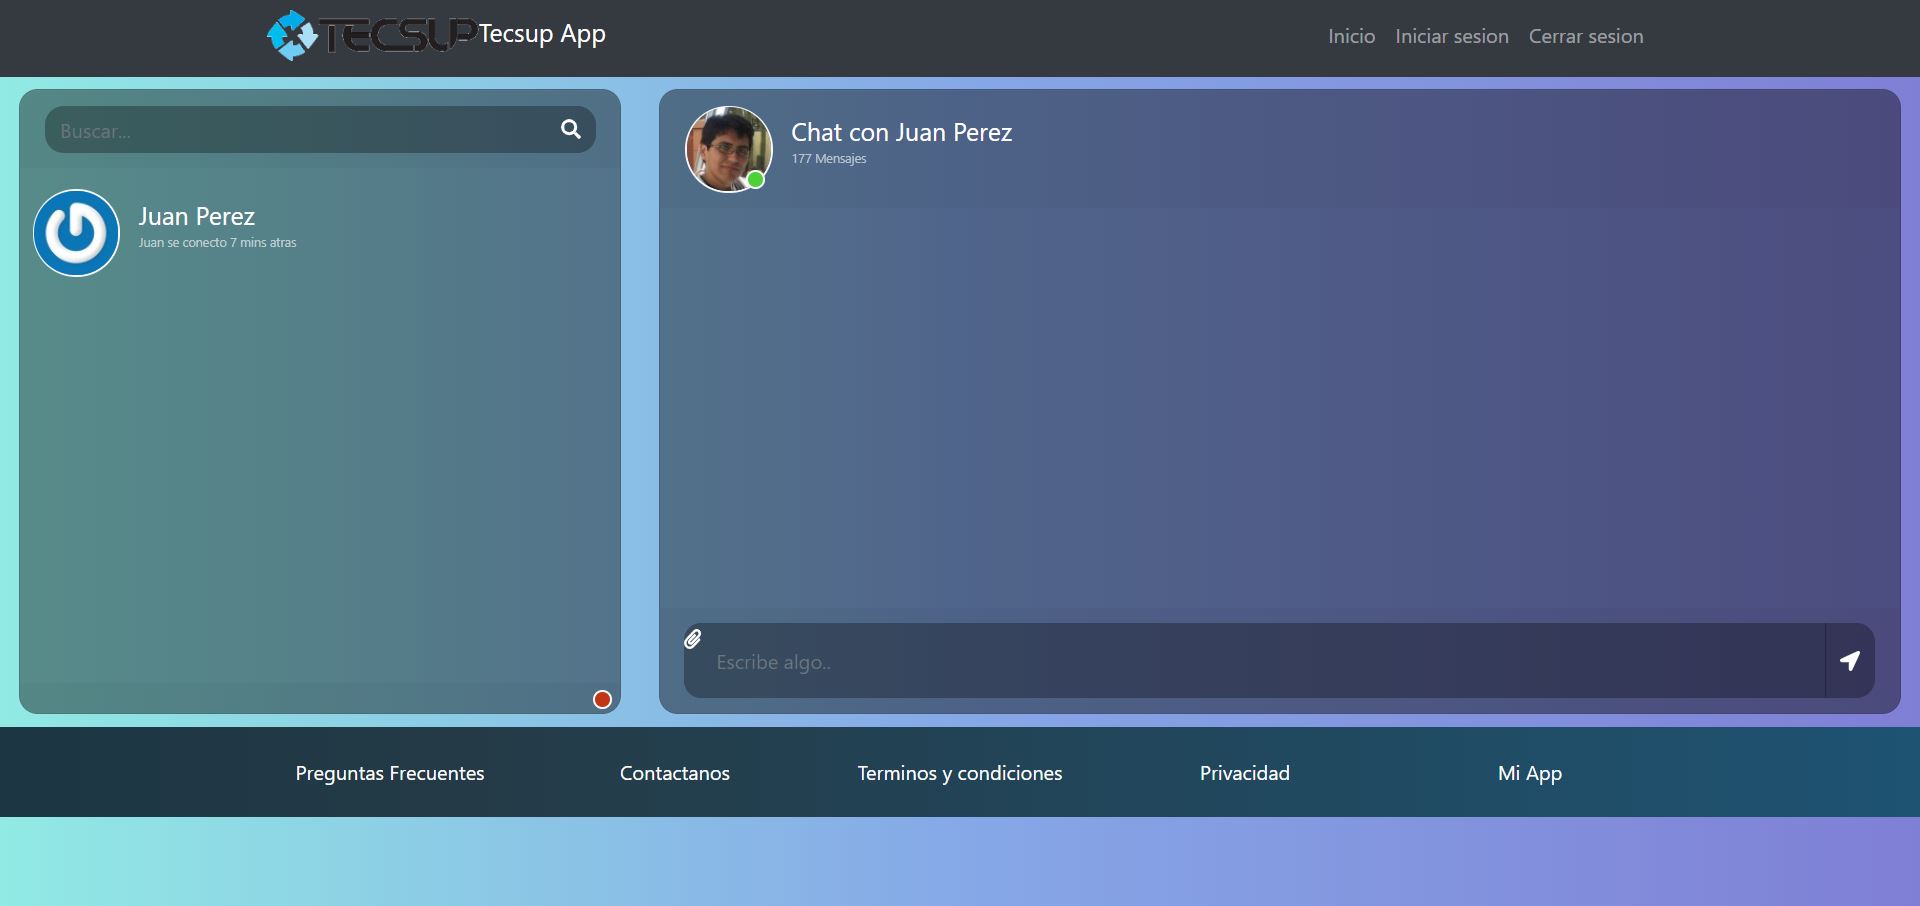 TECSUP Tecsup App
Inicio Iniciar sesion Cerrar sesion
Buscar...
Juan Perez
Juan se conecto 7 mins atras
Chat con Juan Perez
177 Mensajes
Escribe algo..
Preguntas Frecuentes Contactanos Terminos y condiciones Privacidad Mi App